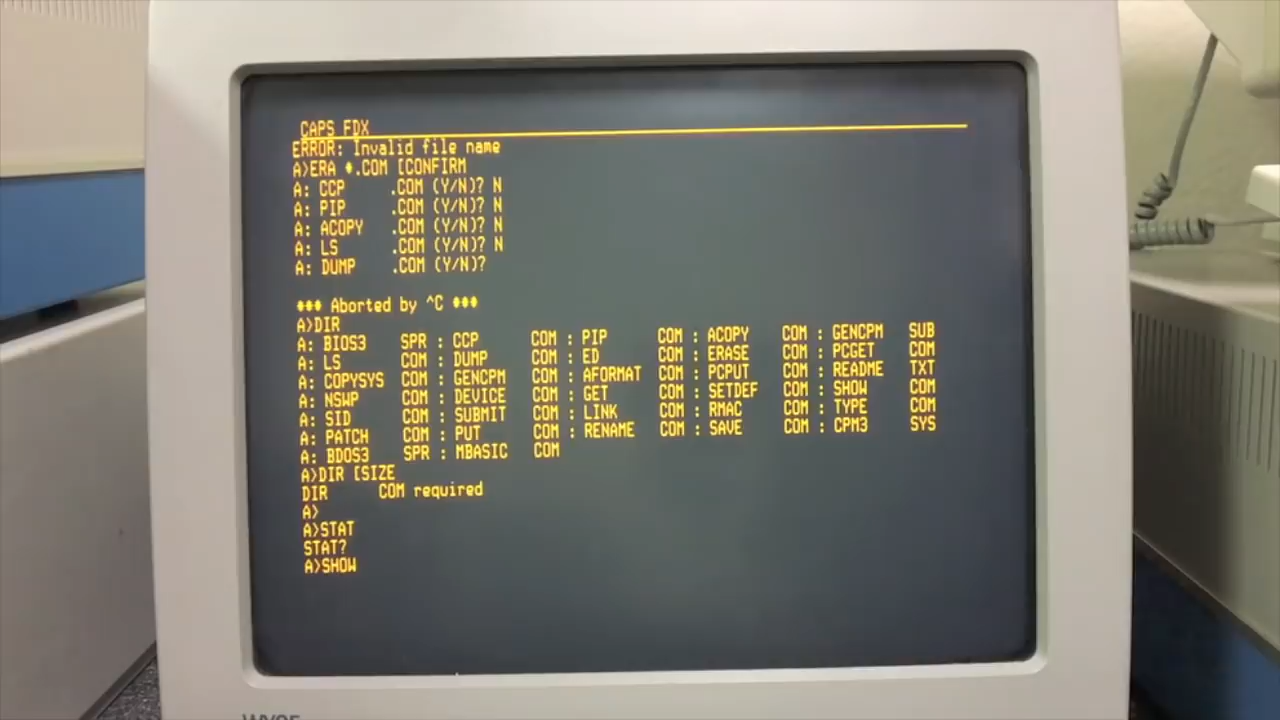 CAPS FDX
ERROR: Invalid file name
A>ERA *.COM [CONFIRM
A: CCP .COM (Y/N)? N
A: PIP .COM (Y/N)? N
A: ACOPY .COM (Y/N)? N
A: LS .COM (Y/N)? N
A: DUMP .COM (Y/N)?
*** Aborted by ^C ***
A>DIR
A: BIOS3 SPR : CCP COM : PIP COM : ACOPY COM : GENCPM SUB
A: LS COM : DUMP COM : ED COM : ERASE COM : PCGET COM
A: COPYSYS COM : GENCPM COM : AFORMAT COM : PCPUT COM : README TXT
A: NSWP COM : DEVICE COM : GET COM : SETDEF COM : SHOW COM
A: SID COM : SUBMIT COM : LINK COM : RMAC COM : TYPE COM
A: PATCH COM : PUT COM : RENAME COM : SAVE COM : CPM3 SYS
A: BDOS3 SPR : MBASIC COM
A>DIR [SIZE
DIR COM required
A>
A>STAT
STAT?
A>SHOW
WYSE